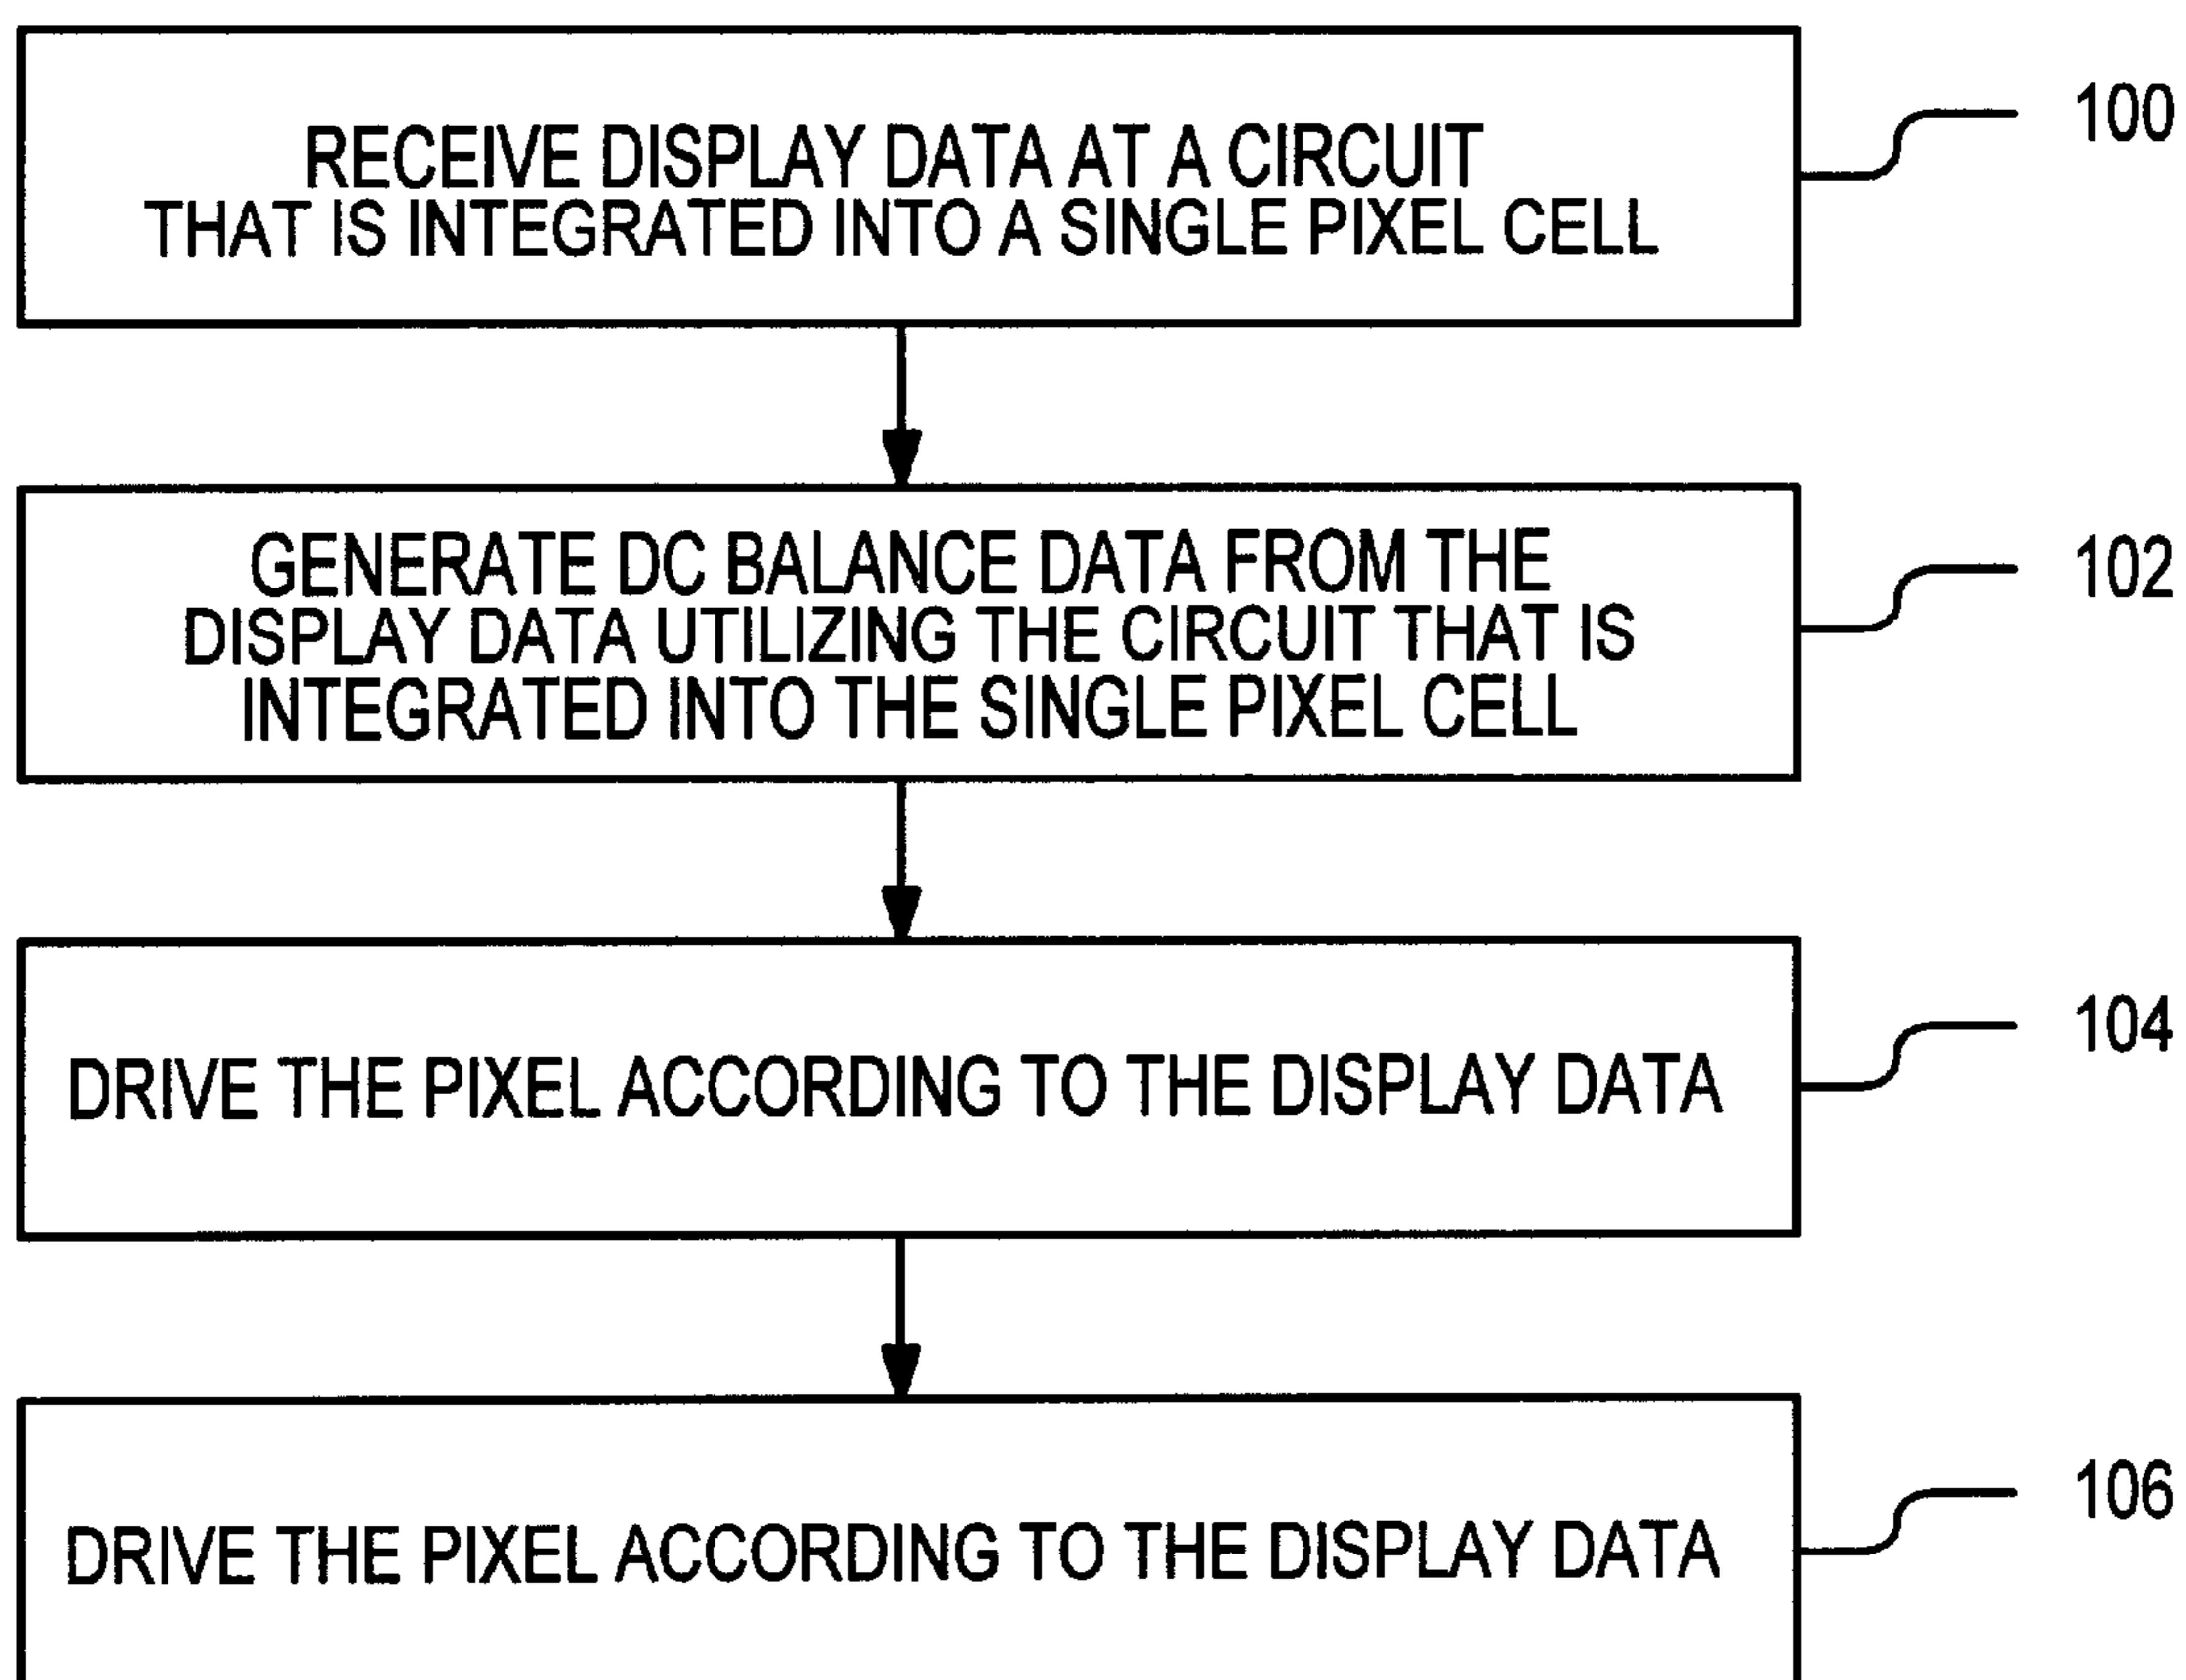 RECEIVE DISPLAY DATA AT A CIRCUIT
THAT IS INTEGRATED INTO A SINGLE PIXEL CELL
100
GENERATE DC BALANCE DATA FROM THE
DISPLAY DATA UTILIZING THE CIRCUIT THAT IS
INTEGRATED INTO THE SINGLE PIXEL CELL
102
DRIVE THE PIXEL ACCORDING TO THE DISPLAY DATA
104
DRIVE THE PIXEL ACCORDING TO THE DISPLAY DATA
106